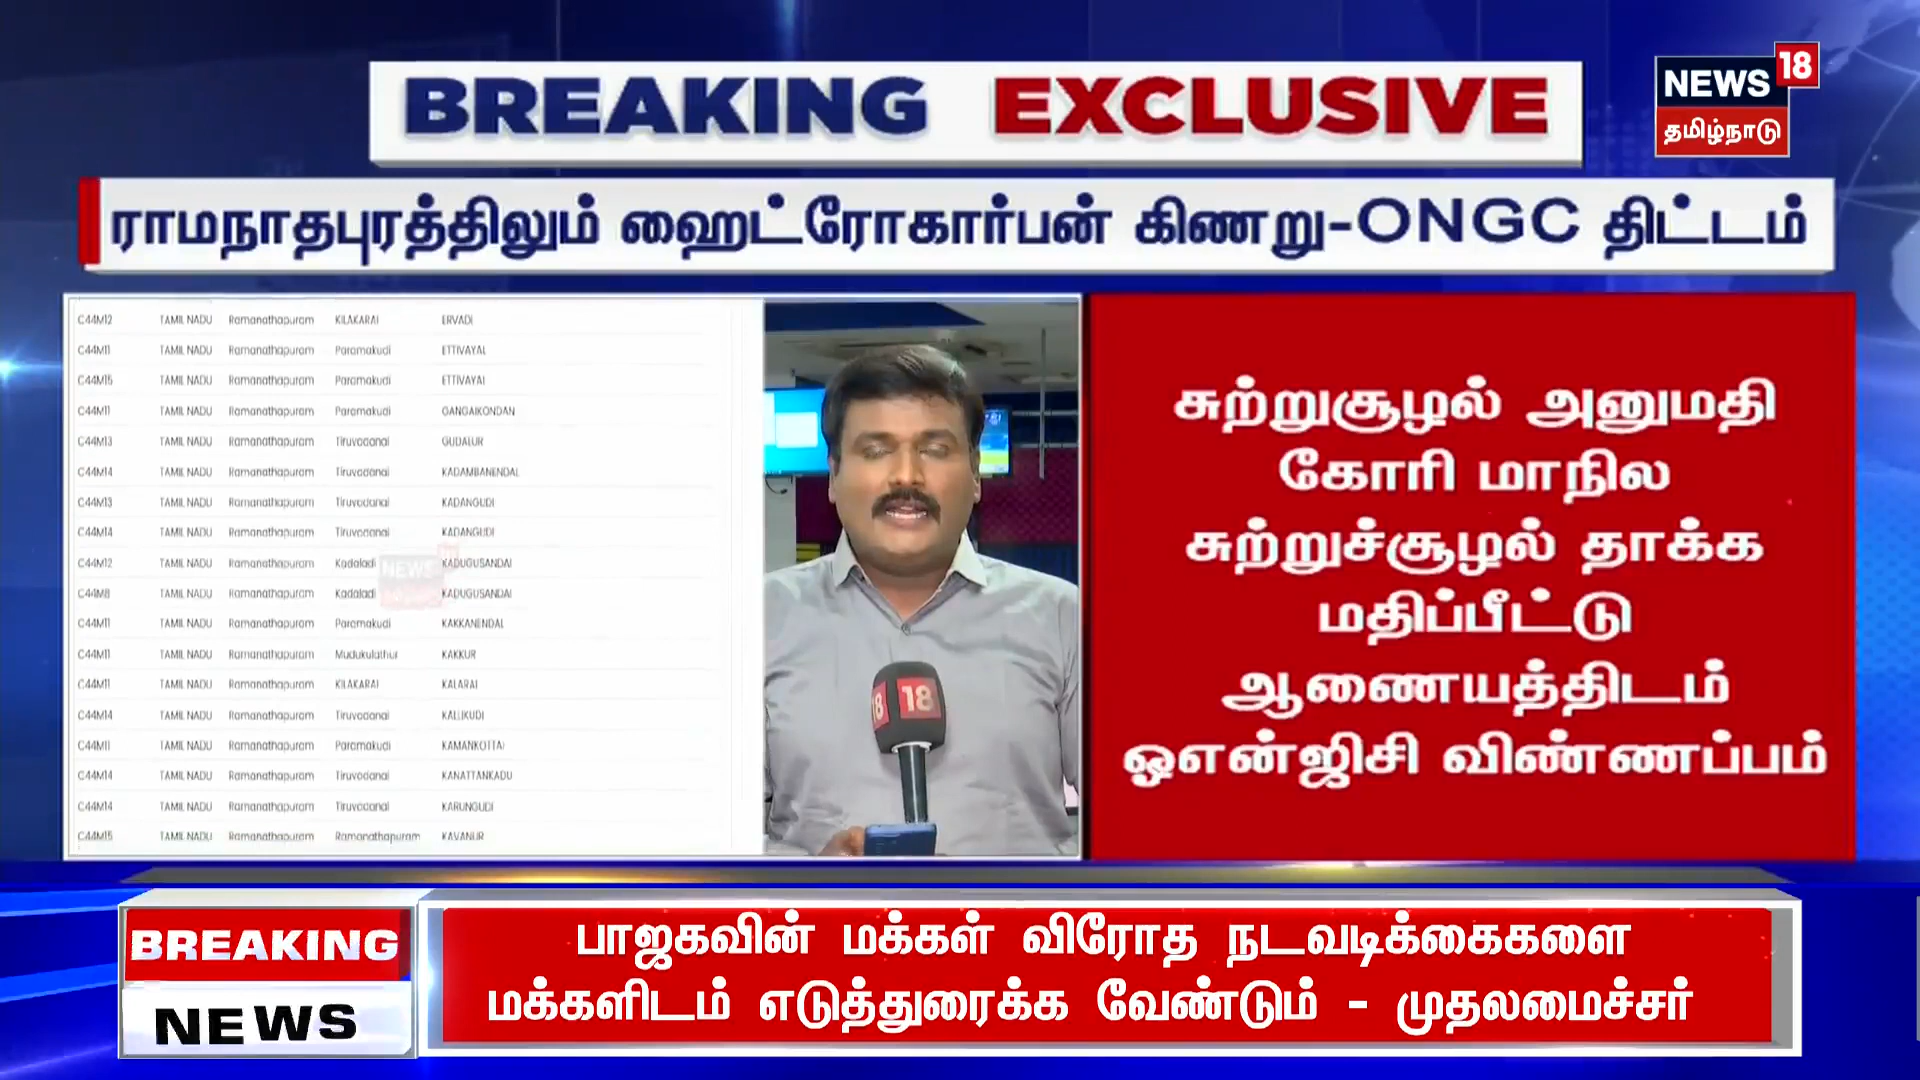 BREAKING EXCLUSIVE
NEWS 18
தமிழ்நாடு
ராமநாதபுரத்திலும் ஹைட்ரோகார்பன் கிணறு-ONGC திட்டம்
C44M12 TAMIL NADU Ramanathapuram KILAKARAI ERVADI
C44M11 TAMIL NADU Ramanathapuram Paramakudi ETTIVAYAL
C44M15 TAMIL NADU Ramanathapuram Paramakudi ETTIVAYAL
C44M11 TAMIL NADU Ramanathapuram Paramakudi GANGAIKONDAN
C44M13 TAMIL NADU Ramanathapuram Tiruvadanai GUDALUR
C44M14 TAMIL NADU Ramanathapuram Tiruvadanai KADAMBANENDAL
C44M13 TAMIL NADU Ramanathapuram Tiruvadanai KADANGUDI
C44M14 TAMIL NADU Ramanathapuram Tiruvadanai KADANGUDI
C44M12 TAMIL NADU Ramanathapuram Kadaladi KADUGUSANDAI
C44M8 TAMIL NADU Ramanathapuram Kadaladi KADUGUSANDAI
C44M11 TAMIL NADU Ramanathapuram Paramakudi KAKKANENDAL
C44M11 TAMIL NADU Ramanathapuram Mudukulathur KAKKUR
C44M11 TAMIL NADU Ramanathapuram KILAKARAI KALARAI
C44M14 TAMIL NADU Ramanathapuram Tiruvadanai KALLIKUDI
C44M11 TAMIL NADU Ramanathapuram Paramakudi KAMANKOTTAI
C44M14 TAMIL NADU Ramanathapuram Tiruvadanai KANATTANKADU
C44M14 TAMIL NADU Ramanathapuram Tiruvadanai KARUNGUDI
C44M15 TAMIL NADU Ramanathapuram Ramanathapuram KAVANUR
NEWS
18 18
சுற்றுசூழல் அனுமதி
கோரி மாநில
சுற்றுச்சூழல் தாக்க
மதிப்பீட்டு
ஆணையத்திடம்
ஓஎன்ஜிசி விண்ணப்பம்
BREAKING
NEWS
பாஜகவின் மக்கள் விரோத நடவடிக்கைகளை
மக்களிடம் எடுத்துரைக்க வேண்டும் - முதலமைச்சர்